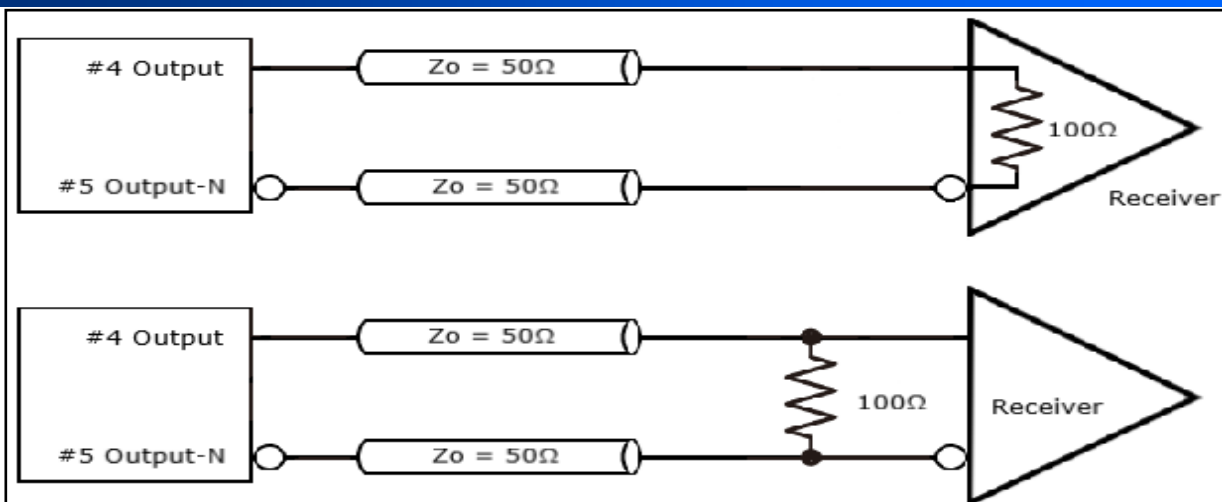 #4 Output
Zo = 50Ω
100Ω
#5 Output-N
Zo = 50Ω
Receiver
#4 Output
Zo = 50Ω
100Ω
Receiver
#5 Output-N
Zo = 50Ω